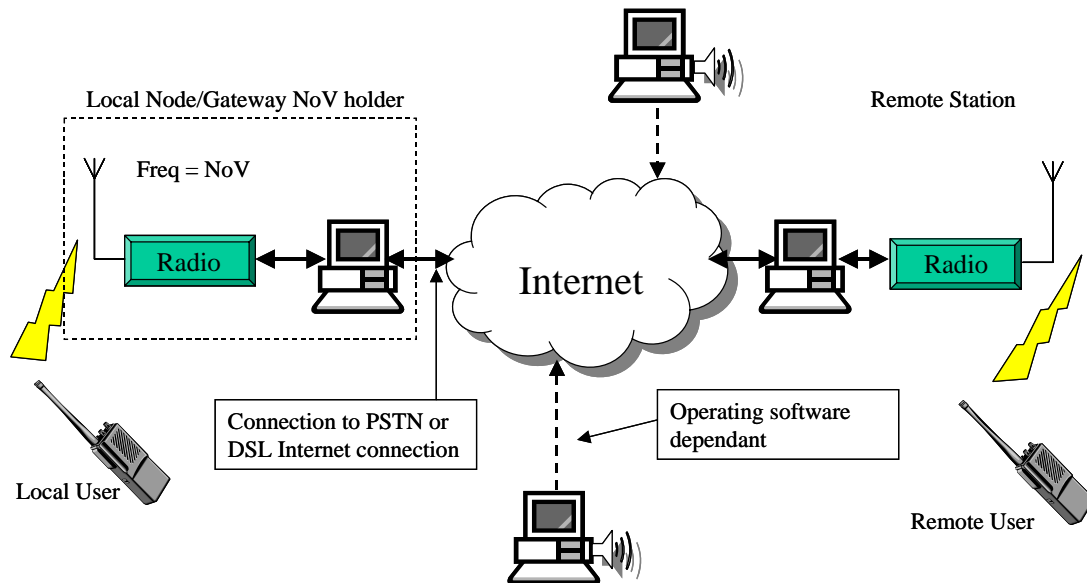 Local Node/Gateway NoV holder
Remote Station
Freq = NoV
Radio
Internet
Radio
Connection to PSTN or
DSL Internet connection
Operating software
dependant
Local User
Remote User